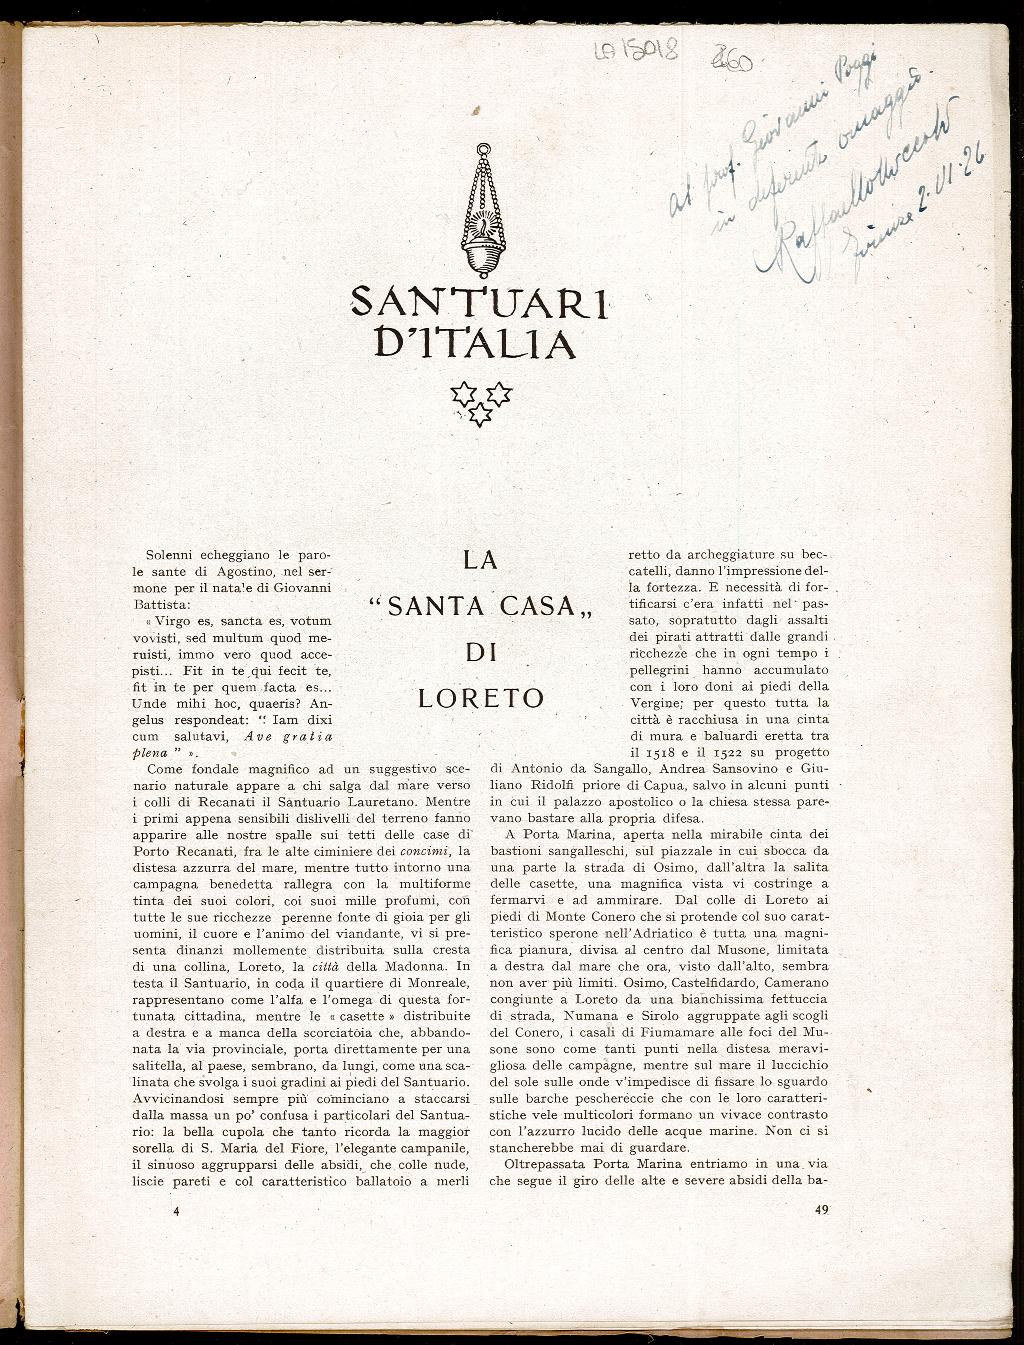 LA 15018
al prof. Giovanni Poggi
in deferente omaggio.
Firenze 2·VI·26
SANTUARI
D'ITALIA
LA
“SANTA CASA„
DI
LORETO
Solenni echeggiano le paro-
le sante di Agostino, nel ser-
mone per il nata'e di Giovanni
Battista:
« Virgo es, sancta es, votum
vovisti, sed multum quod me-
ruisti, immo vero quod acce-
pisti... Fit in te qui fecit te,
fit in te per quem facta es...
Unde mihi hoc, quaeris? An-
gelus respondeat: “ Iam dixi
cum salutavi, Ave gratia
plena ” ».
Come fondale magnifico ad un suggestivo sce-
nario naturale appare a chi salga dal mare verso
i colli di Recanati il Santuario Lauretano. Mentre
i primi appena sensibili dislivelli del terreno fanno
apparire alle nostre spalle sui tetti delle case di
Porto Recanati, fra le alte ciminiere dei concimi, la
distesa azzurra del mare, mentre tutto intorno una
campagna benedetta rallegra con la multiforme
tinta dei suoi colori, coi suoi mille profumi, con
tutte le sue ricchezze perenne fonte di gioia per gli
uomini, il cuore e l'animo del viandante, vi si pre-
senta dinanzi mollemente distribuita sulla cresta
di una collina, Loreto, la città della Madonna. In
testa il Santuario, in coda il quartiere di Monreale,
rappresentano come l'alfa e l'omega di questa for-
tunata cittadina, mentre le « casette » distribuite
a destra e a manca della scorciatoia che, abbando-
nata la via provinciale, porta direttamente per una
salitella, al paese, sembrano, da lungi, come una sca-
linata che svolga i suoi gradini ai piedi del Santuario.
Avvicinandosi sempre più cominciano a staccarsi
dalla massa un po' confusa i particolari del Santua-
rio: la bella cupola che tanto ricorda la maggior
sorella di S. Maria del Fiore, l'elegante campanile,
il sinuoso aggrupparsi delle absidi, che colle nude,
liscie pareti e col caratteristico ballatoio a merli
retto da archeggiature su bec-
catelli, danno l'impressione del-
la fortezza. E necessità di for-
tificarsi c'era infatti nel pas-
sato, sopratutto dagli assalti
dei pirati attratti dalle grandi
ricchezze che in ogni tempo i
pellegrini hanno accumulato
con i loro doni ai piedi della
Vergine; per questo tutta la
città è racchiusa in una cinta
di mura e baluardi eretta tra
il 1518 e il 1522 su progetto
di Antonio da Sangallo, Andrea Sansovino e Giu-
liano Ridolfi priore di Capua, salvo in alcuni punti
in cui il palazzo apostolico o la chiesa stessa pare-
vano bastare alla propria difesa.
A Porta Marina, aperta nella mirabile cinta dei
bastioni sangalleschi, sul piazzale in cui sbocca da
una parte la strada di Osimo, dall'altra la salita
delle casette, una magnifica vista vi costringe a
fermarvi e ad ammirare. Dal colle di Loreto ai
piedi di Monte Conero che si protende col suo carat-
teristico sperone nell'Adriatico è tutta una magni-
fica pianura, divisa al centro dal Musone, limitata
a destra dal mare che ora, visto dall'alto, sembra
non aver più limiti. Osimo, Castelfidardo, Camerano
congiunte a Loreto da una bianchissima fettuccia
di strada, Numana e Sirolo aggruppate agli scogli
del Conero, i casali di Fiumamare alle foci del Mu-
sone sono come tanti punti nella distesa meravi-
gliosa delle campagne, mentre sul mare il luccichio
del sole sulle onde v'impedisce di fissare lo sguardo
sulle barche pescherécçie che con le loro caratteri-
stiche vele multicolori formano un vivace contrasto
con l'azzurro lucido delle acque marine. Non ci si
stancherebbe mai di guardare.
Oltrepassata Porta Marina entriamo in una via
che segue il giro delle alte e severe absidi della ba-
4
49